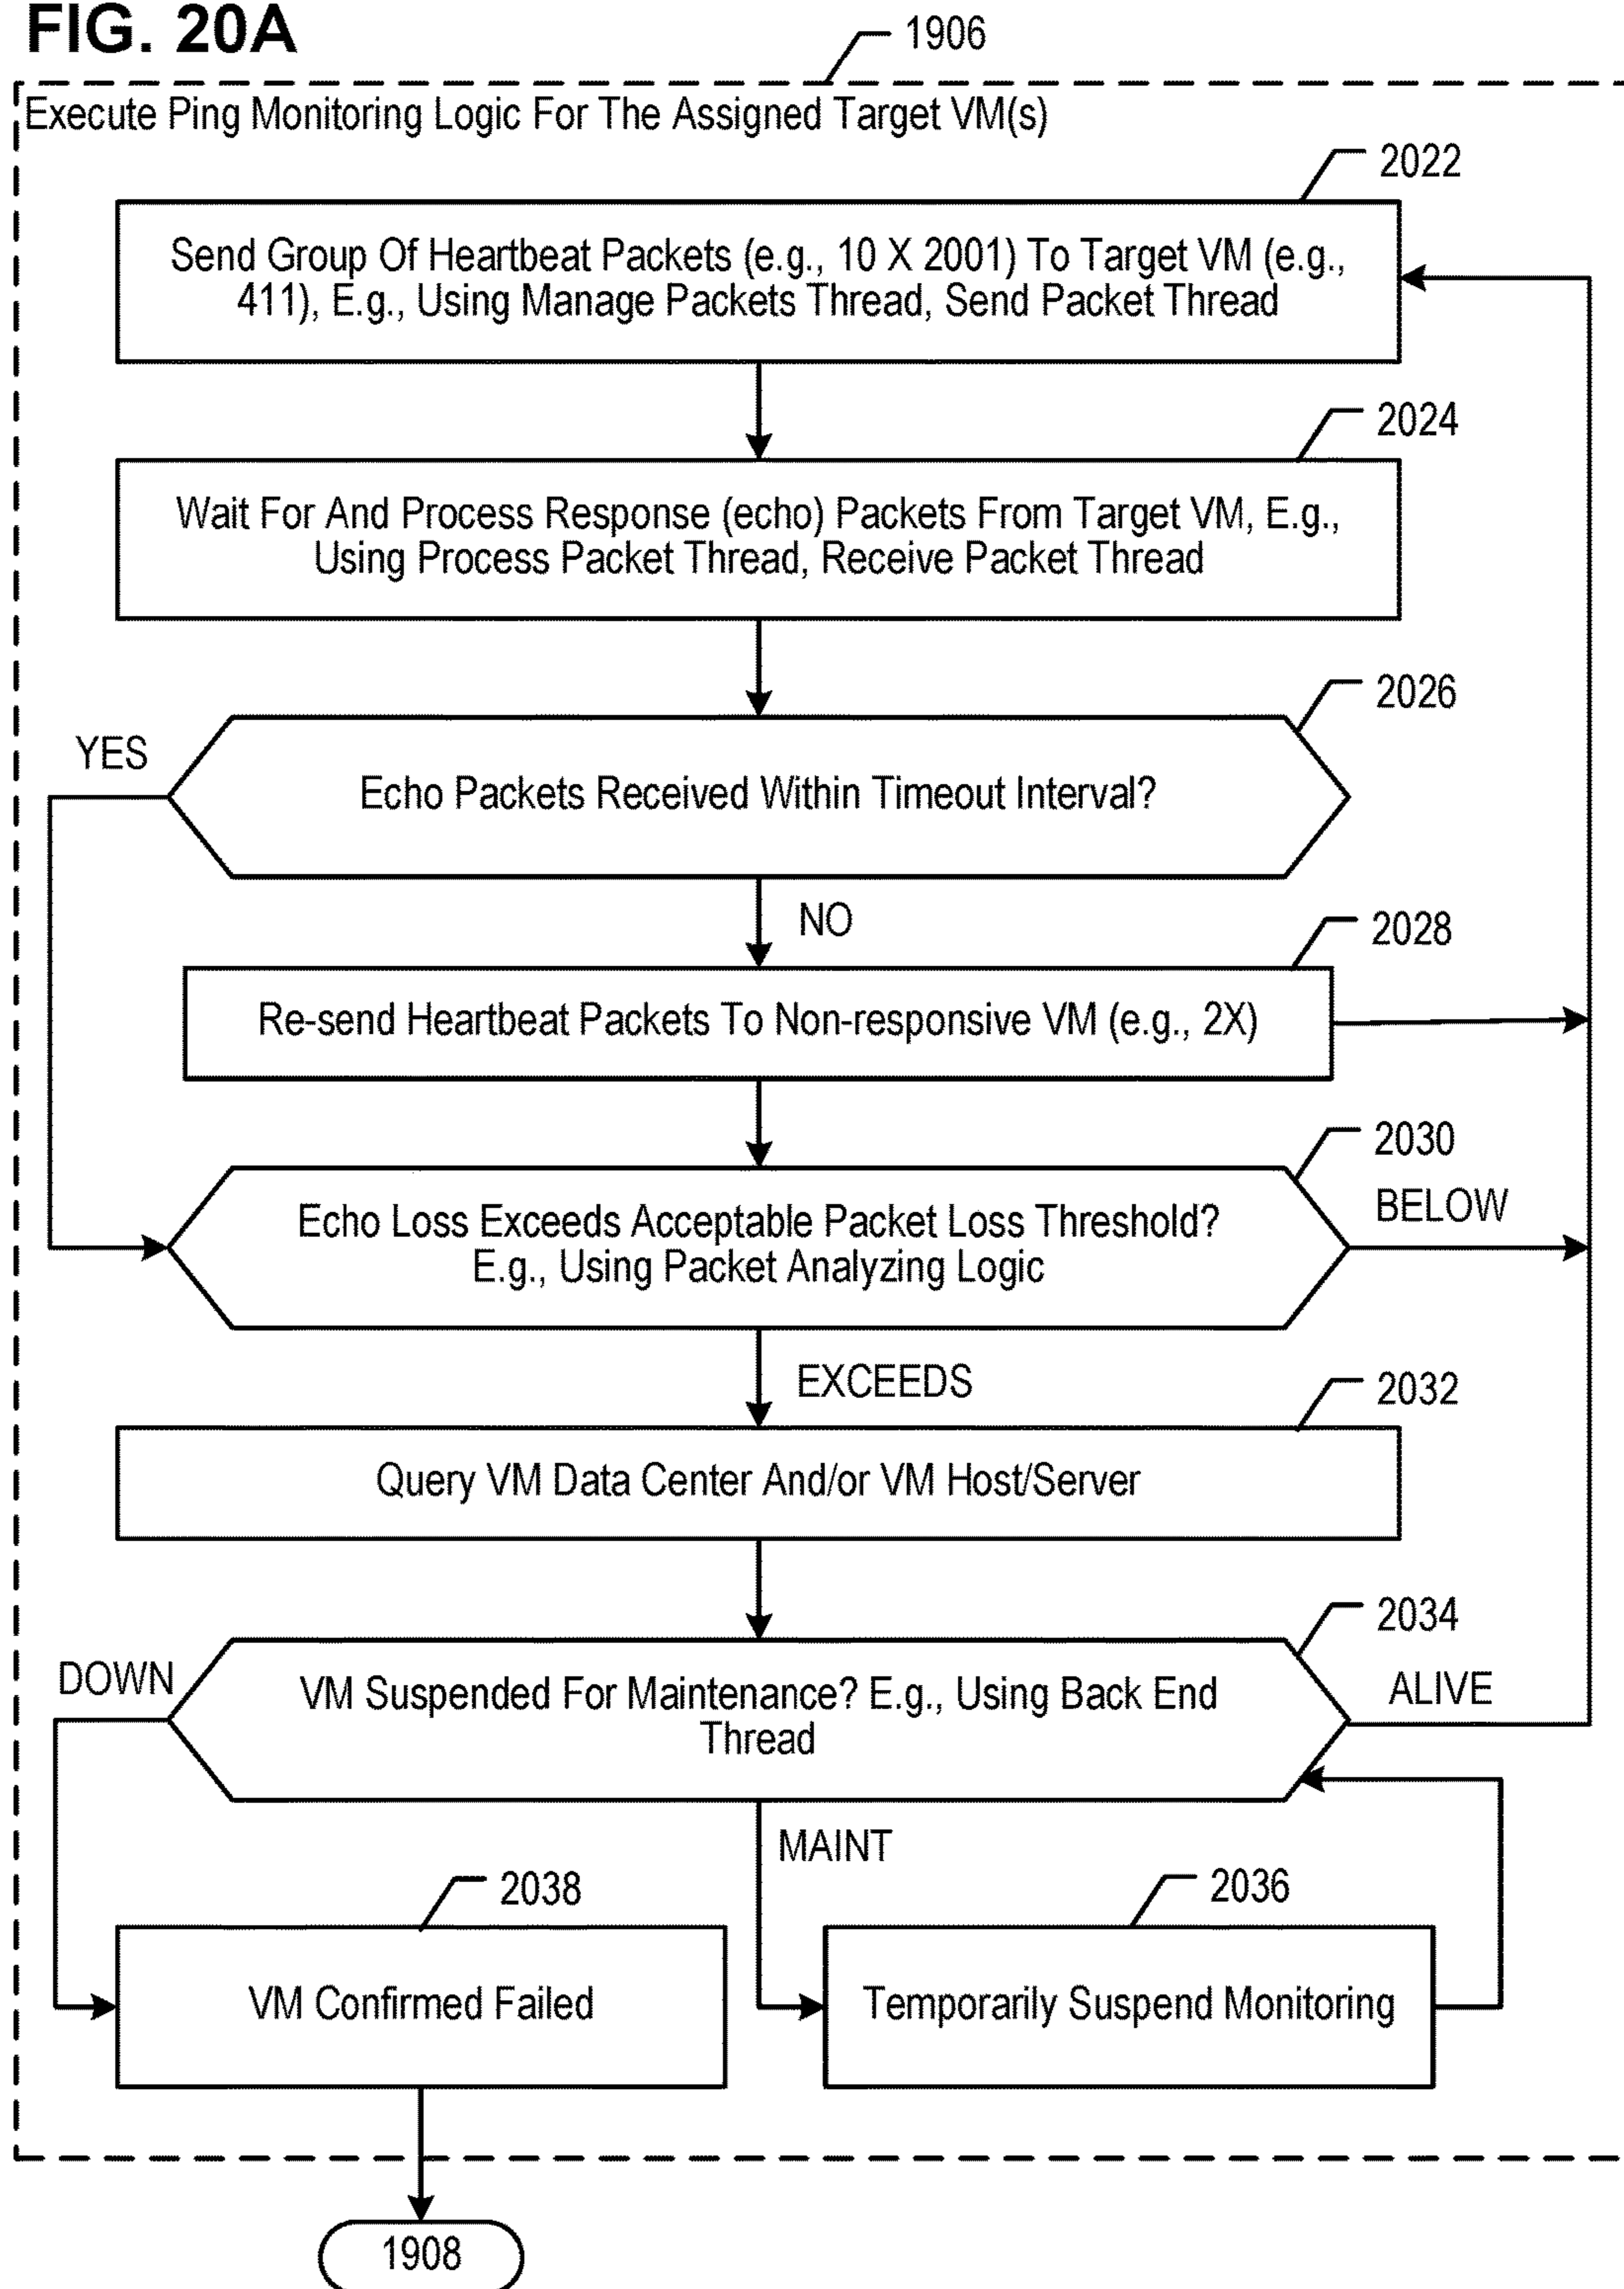 FIG. 20A
1906
Execute Ping Monitoring Logic For The Assigned Target VM(s)
2022
Send Group Of Heartbeat Packets (e.g., 10 X 2001) To Target VM (e.g.,
411), E.g., Using Manage Packets Thread, Send Packet Thread
2024
Wait For And Process Response (echo) Packets From Target VM, E.g.,
Using Process Packet Thread, Receive Packet Thread
2026
YES
Echo Packets Received Within Timeout Interval?
NO
2028
Re-send Heartbeat Packets To Non-responsive VM (e.g., 2X)
2030
BELOW
Echo Loss Exceeds Acceptable Packet Loss Threshold?
E.g., Using Packet Analyzing Logic
EXCEEDS
2032
Query VM Data Center And/or VM Host/Server
2034
DOWN
VM Suspended For Maintenance? E.g., Using Back End
Thread
ALIVE
MAINT
2038
2036
VM Confirmed Failed
Temporarily Suspend Monitoring
1908